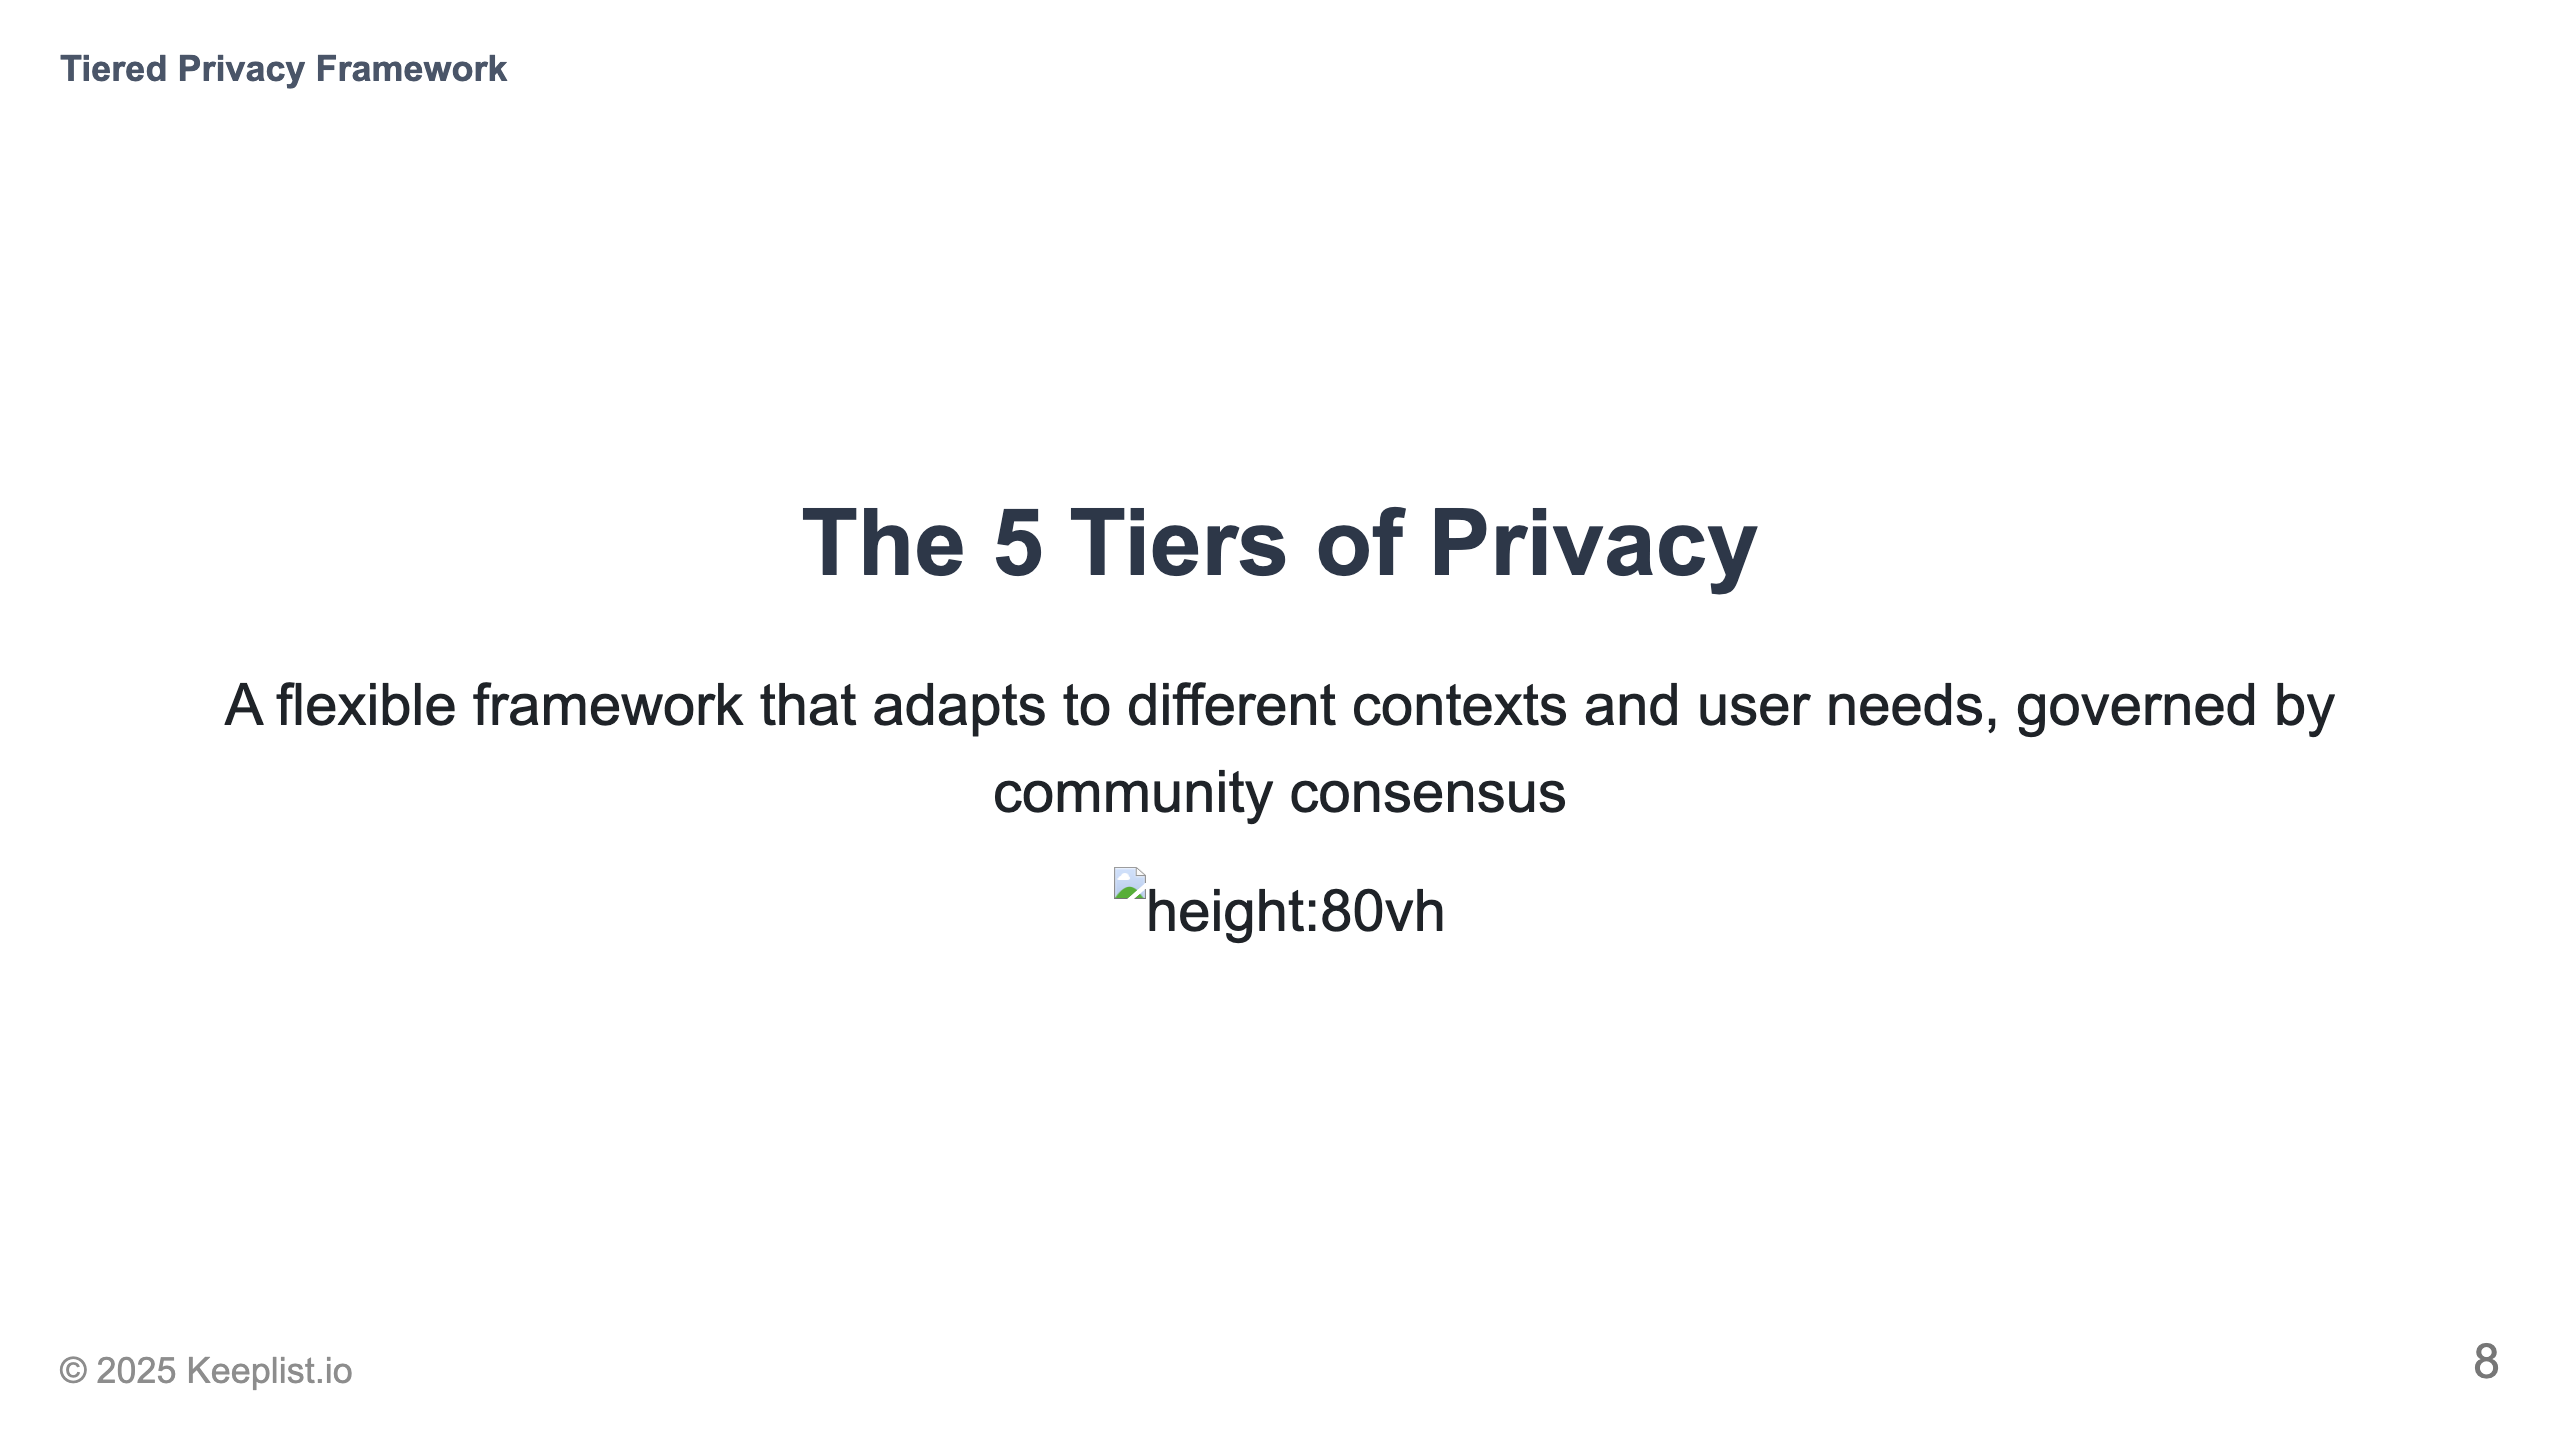 Tiered Privacy Framework
The 5 Tiers of Privacy
A flexible framework that adapts to different contexts and user needs, governed by
community consensus
height:80vh
© 2025 Keeplist.io
8